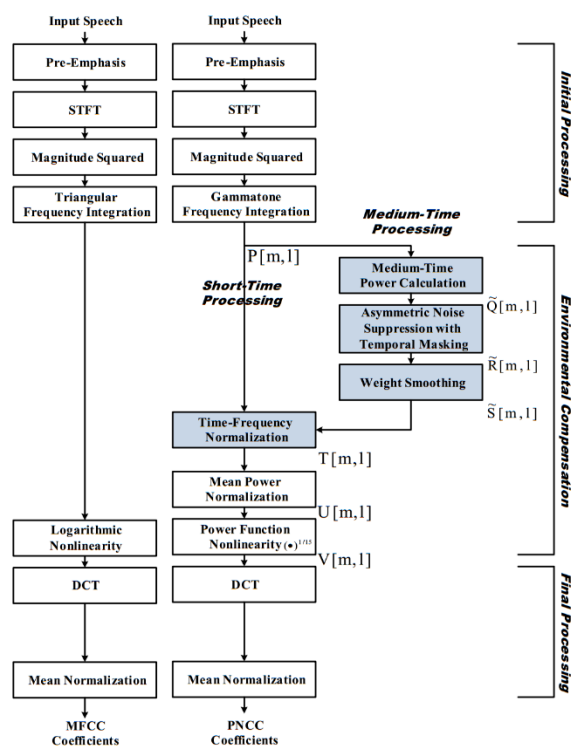 Input Speech
Pre-Emphasis
STFT
Magnitude Squared
Triangular
Frequency Integration
Logarithmic
Nonlinearity
DCT
Mean Normalization
MFCC
Coefficients
Input Speech
Pre-Emphasis
STFT
Magnitude Squared
Gammatone
Frequency Integration
P[m,l]
Short-Time
Processing
Medium-Time
Processing
Medium-Time
Power Calculation
Q̃[m,l]
Asymmetric Noise
Suppression with
Temporal Masking
R̃[m,l]
Weight Smoothing
S̃[m,l]
Time-Frequency
Normalization
T[m,l]
Mean Power
Normalization
U[m,l]
Power Function
Nonlinearity (•)^1/15
V[m,l]
DCT
Mean Normalization
PNCC
Coefficients
Initial Processing
Environmental Compensation
Final Processing